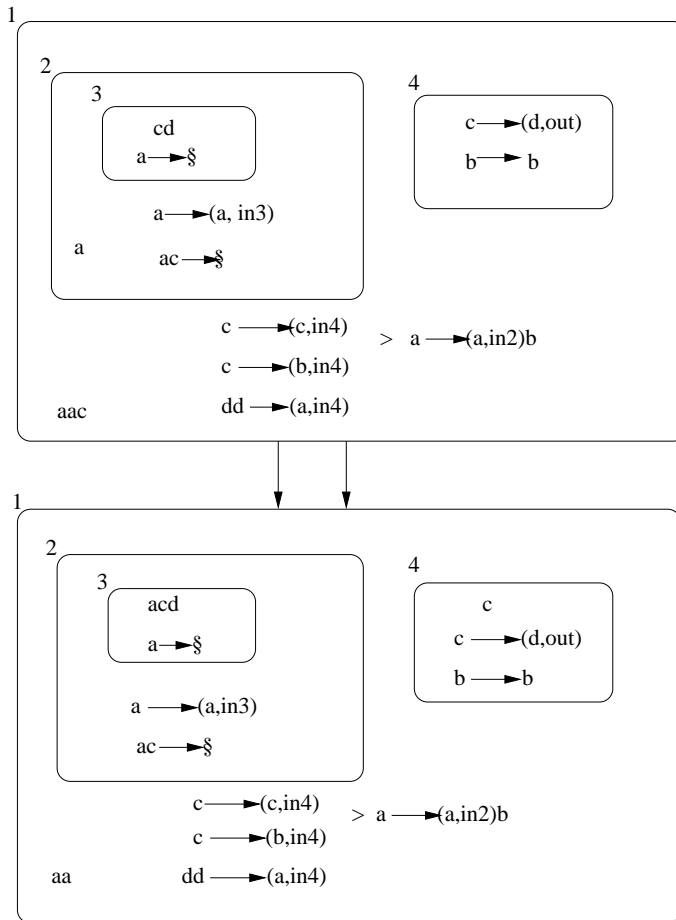 1
2
3
cd
a → §
a → (a, in3)
a
ac → §
4
c → (d,out)
b → b
c → (c,in4) > a → (a,in2)b
c → (b,in4)
dd → (a,in4)
aac
1
2
3
acd
a → §
a → (a,in3)
ac → §
4
c
c → (d,out)
b → b
c → (c,in4) > a → (a,in2)b
c → (b,in4)
aa
dd → (a,in4)